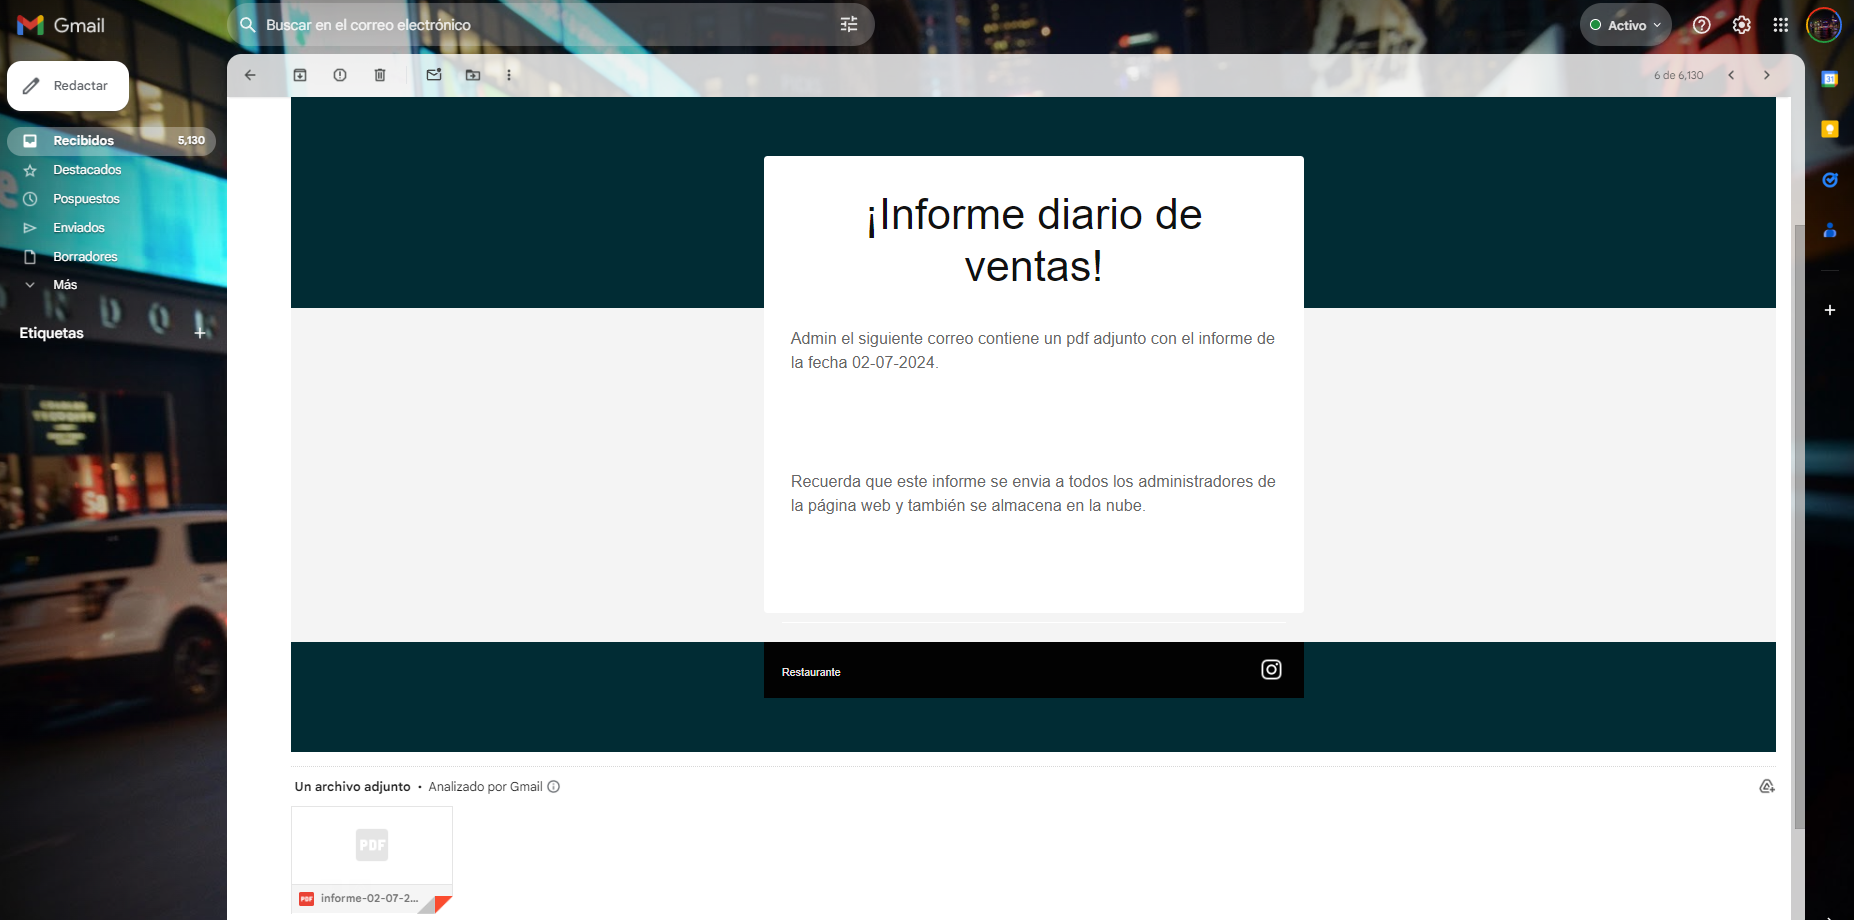 Gmail
Buscar en el correo electrónico
Activo
Redactar
6 de 6,130
Recibidos 5,130
Destacados
Pospuestos
Enviados
Borradores
Más
Etiquetas
¡Informe diario de
ventas!
Admin el siguiente correo contiene un pdf adjunto con el informe de
la fecha 02-07-2024.
Recuerda que este informe se envia a todos los administradores de
la página web y también se almacena en la nube.
Restaurante
Un archivo adjunto • Analizado por Gmail
PDF
PDF informe-02-07-2...
31
Sale